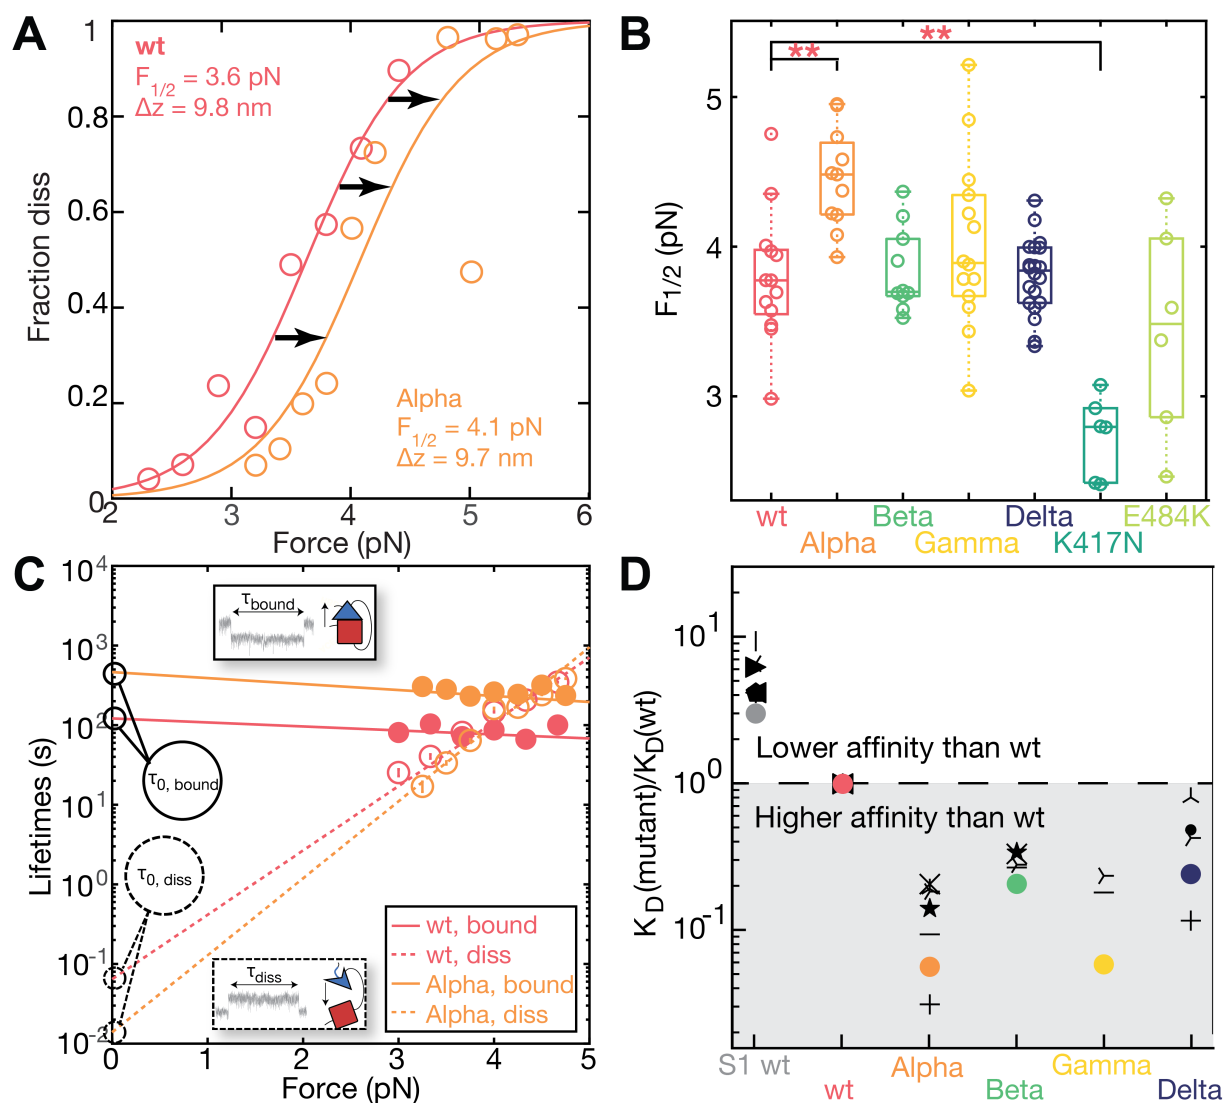 A
1
0.8
0.6
0.4
0.2
0
Fraction diss
wt
F1/2 = 3.6 pN
Δz = 9.8 nm
Alpha
F1/2 = 4.1 pN
Δz = 9.7 nm
2 3 4 5 6
Force (pN)
B
5
4
3
F1/2 (pN)
**
**
wt Beta Delta E484K
Alpha Gamma K417N
C
10^4
10^3
10^2
10^1
10^0
10^-1
10^-2
Lifetimes (s)
τbound
τ0, bound
τ0, diss
τdiss
wt, bound
wt, diss
Alpha, bound
Alpha, diss
0 1 2 3 4 5
Force (pN)
D
10^1
10^0
10^-1
KD(mutant)/KD(wt)
Lower affinity than wt
Higher affinity than wt
S1 wt Alpha Gamma
wt Beta Delta